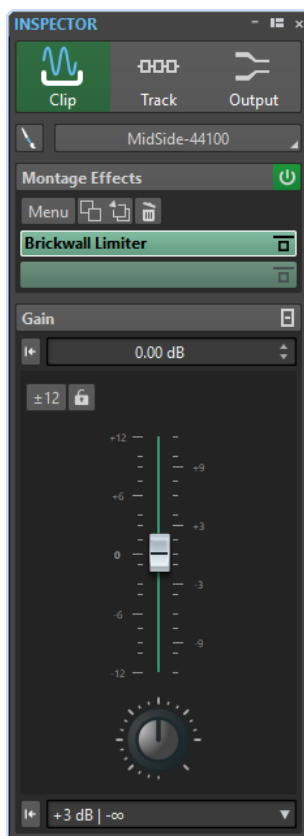 INSPECTOR
Clip Track Output
MidSide-44100
Montage Effects
Menu
Brickwall Limiter
Gain
0.00 dB
±12
+12
+9
+6
+3
0
-3
-6
-9
-12
+3 dB | -∞